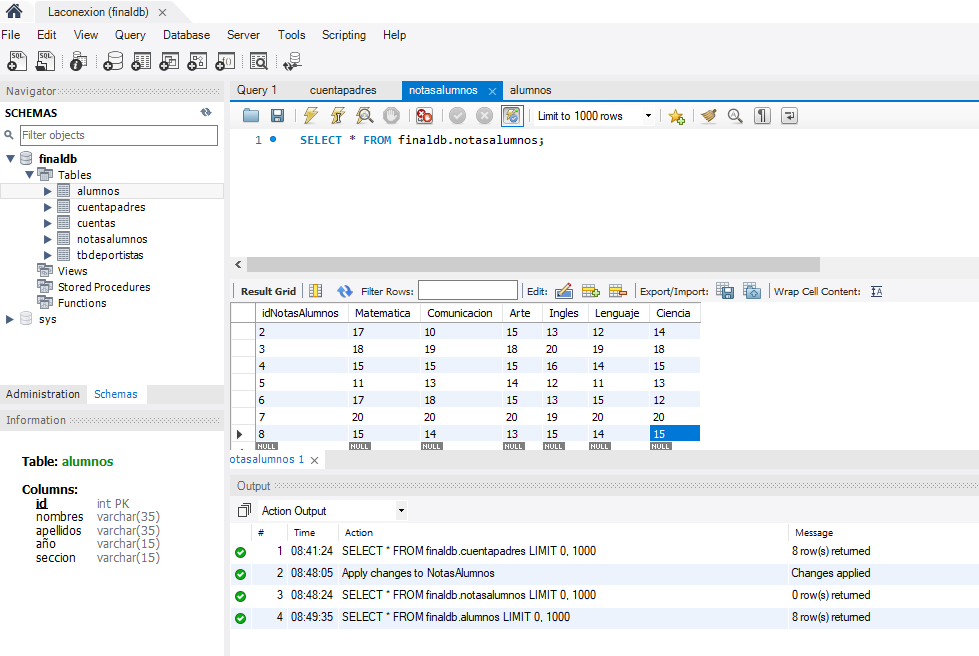 Laconexion (finaldb)
File Edit View Query Database Server Tools Scripting Help
Navigator
SCHEMAS
Filter objects
finaldb
Tables
alumnos
cuentapadres
cuentas
notasalumnos
tbdeportistas
Views
Stored Procedures
Functions
sys
Administration Schemas
Information
Table: alumnos
Columns:
id int PK
nombres varchar(35)
apellidos varchar(35)
año varchar(15)
seccion varchar(15)
Query 1 cuentapadres notasalumnos alumnos
Limit to 1000 rows
1 SELECT * FROM finaldb.notasalumnos;
Result Grid Filter Rows: Edit: Export/Import: Wrap Cell Content:
idNotasAlumnos Matematica Comunicacion Arte Ingles Lenguaje Ciencia
2 17 10 15 13 12 14
3 18 19 18 20 19 18
4 15 15 15 16 14 15
5 11 13 14 12 11 13
6 17 18 15 13 15 12
7 20 20 20 19 20 20
8 15 14 13 15 14 15
NULL NULL NULL NULL NULL NULL NULL
otasalumnos 1
Output
Action Output
# Time Action Message
1 08:41:24 SELECT * FROM finaldb.cuentapadres LIMIT 0, 1000 8 row(s) returned
2 08:48:05 Apply changes to NotasAlumnos Changes applied
3 08:48:24 SELECT * FROM finaldb.notasalumnos LIMIT 0, 1000 0 row(s) returned
4 08:49:35 SELECT * FROM finaldb.alumnos LIMIT 0, 1000 8 row(s) returned